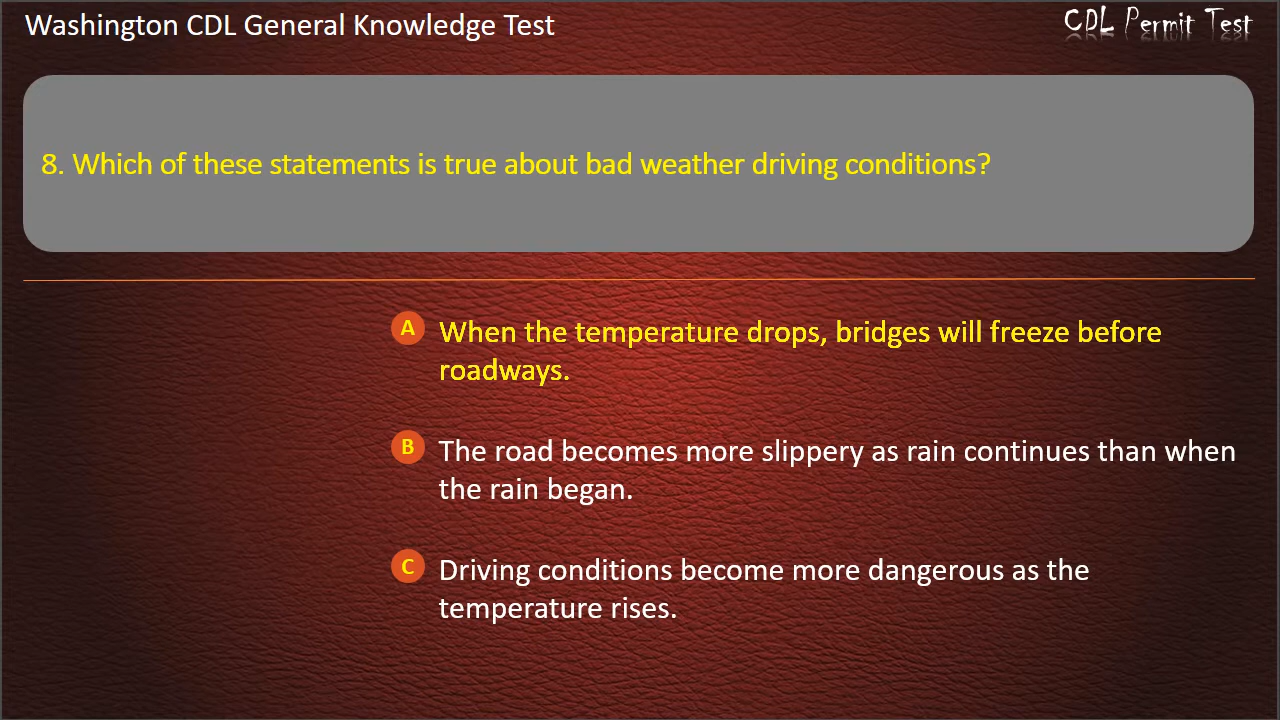 Washington CDL General Knowledge Test
CDL Permit Test
8. Which of these statements is true about bad weather driving conditions?
A When the temperature drops, bridges will freeze before
roadways.
B The road becomes more slippery as rain continues than when
the rain began.
C Driving conditions become more dangerous as the
temperature rises.